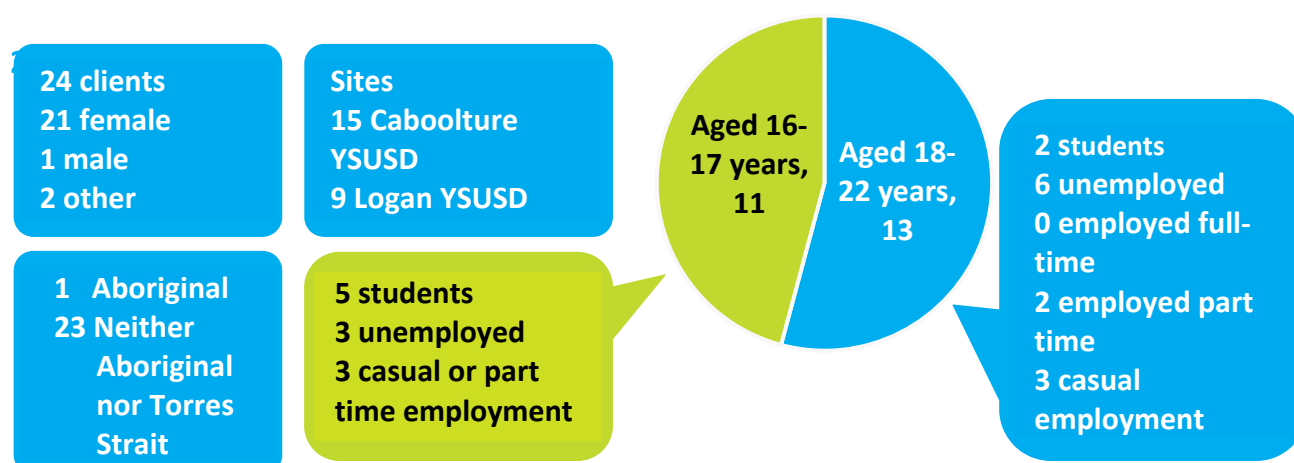 24 clients
21 female
1 male
2 other
Sites
15 Caboolture
YSUSD
9 Logan YSUSD
Aged 16-
17 years,
11
Aged 18-
22 years,
13
2 students
6 unemployed
0 employed full-
time
2 employed part
time
3 casual
employment
1 Aboriginal
23 Neither
Aboriginal
nor Torres
Strait
5 students
3 unemployed
3 casual or part
time employment